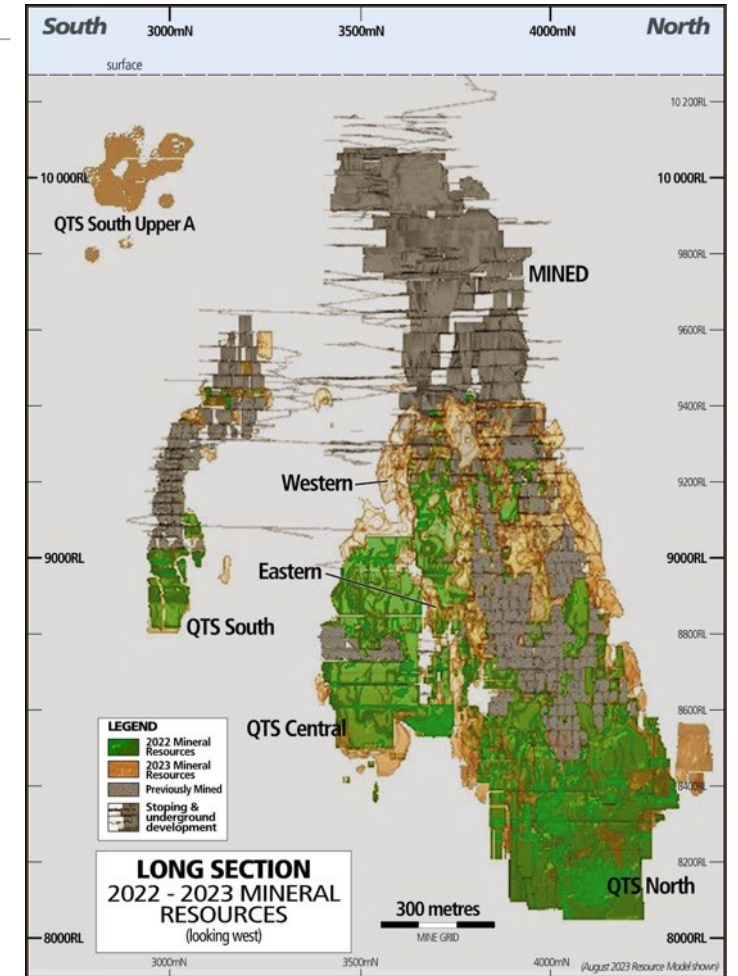 South 3000mN 3500mN 4000mN North
surface
10 200RL
10 000RL 10 000RL
QTS South Upper A
9800RL
MINED
9600RL
9400RL
Western 9200RL
9000RL 9000RL
Eastern
QTS South 8800RL
8600RL
QTS Central
LEGEND
2022 Mineral
Resources
2023 Mineral
Resources
Previously Mined
Stoping &
underground
development
8400RL
8200RL
LONG SECTION
2022 - 2023 MINERAL
RESOURCES
(looking west)
QTS North
300 metres
MINE GRID
8000RL 8000RL
3000mN 3500mN 4000mN (August 2023 Resource Model shown)